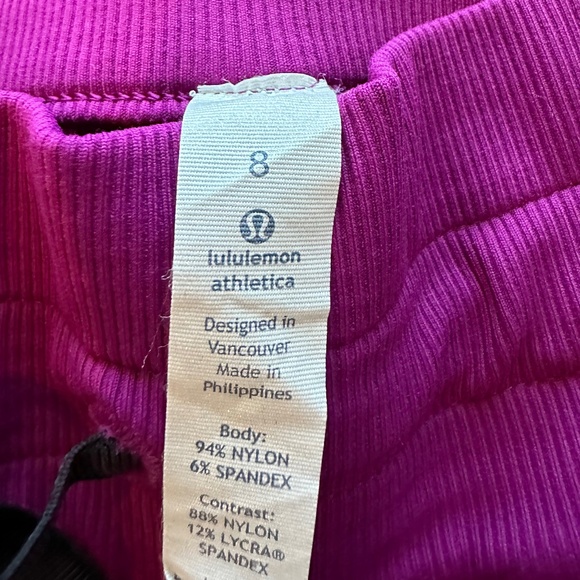 8
lululemon
athletica
Designed in
Vancouver
Made in
Philippines
Body:
94% NYLON
6% SPANDEX
Contrast:
88% NYLON
12% LYCRA®
SPANDEX